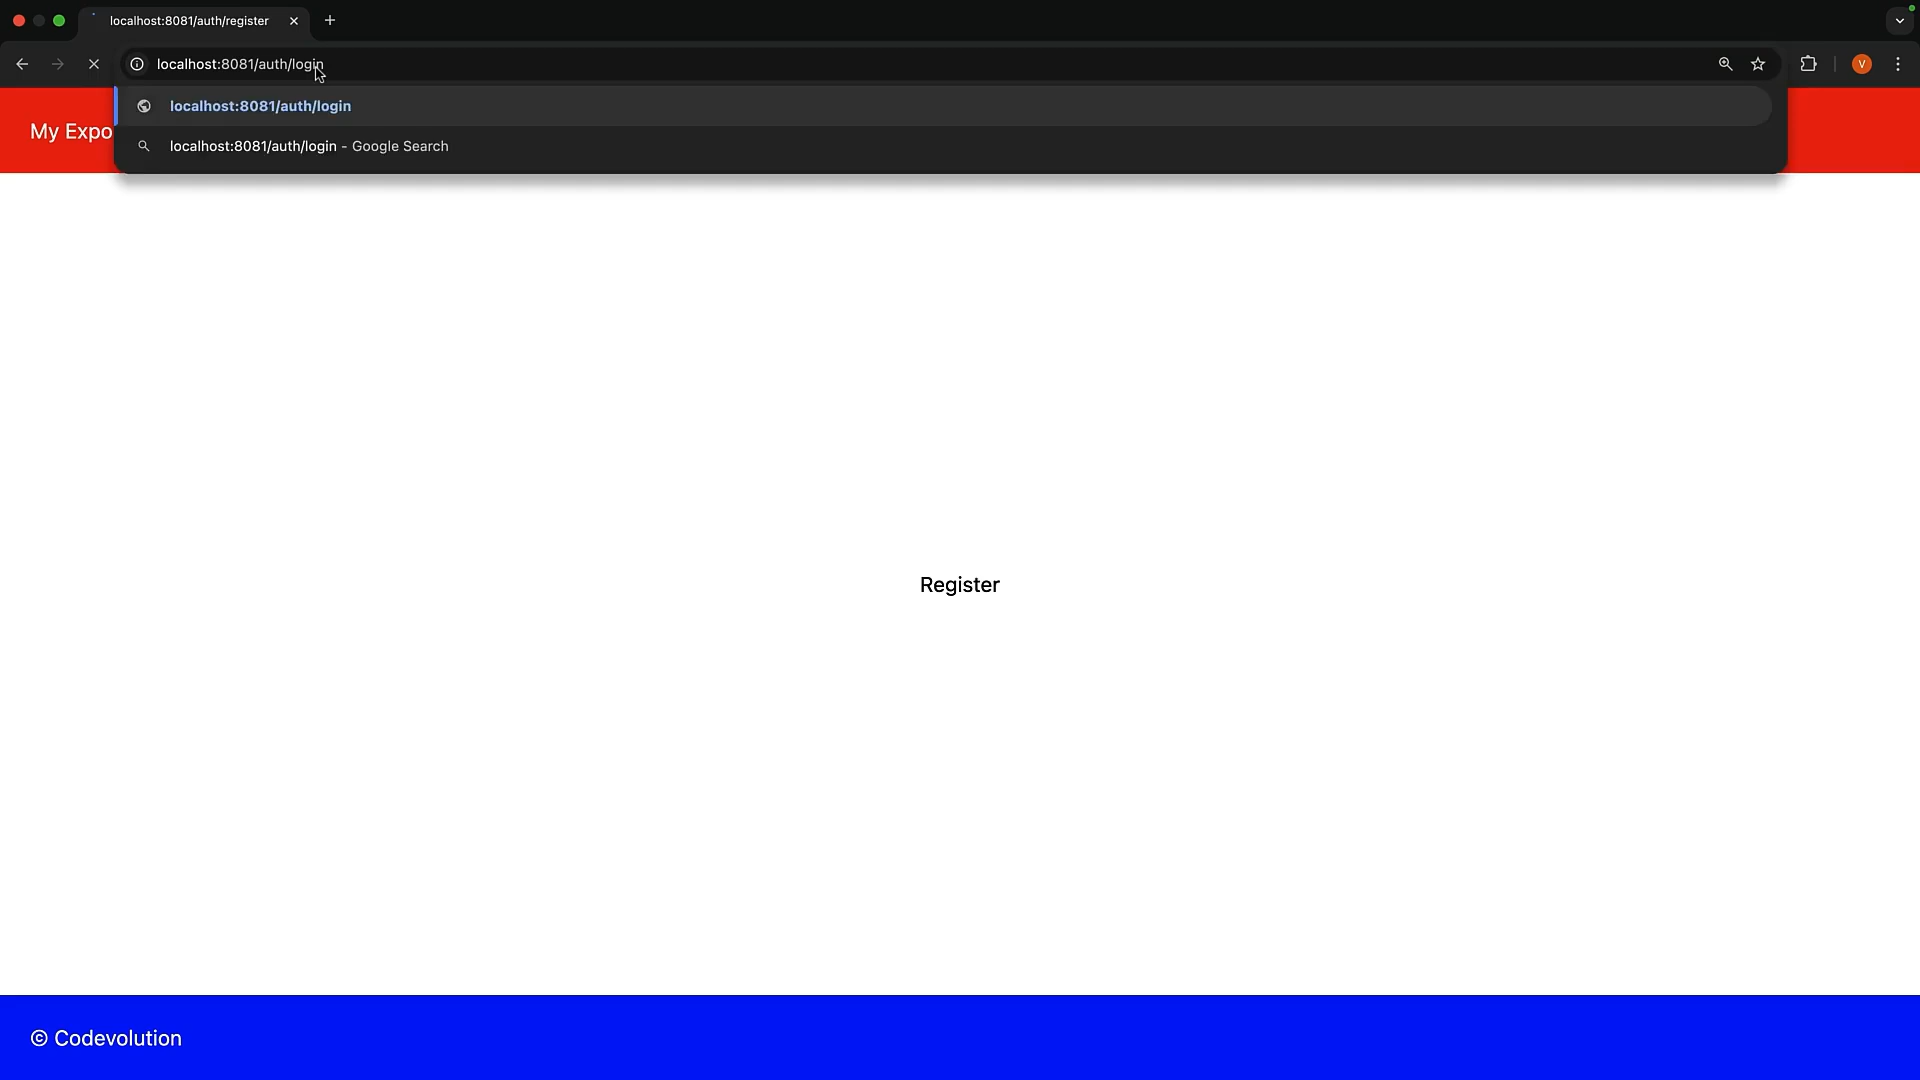 localhost:8081/auth/register
localhost:8081/auth/login
V
localhost:8081/auth/login
localhost:8081/auth/login - Google Search
My Expo
Register
© Codevolution